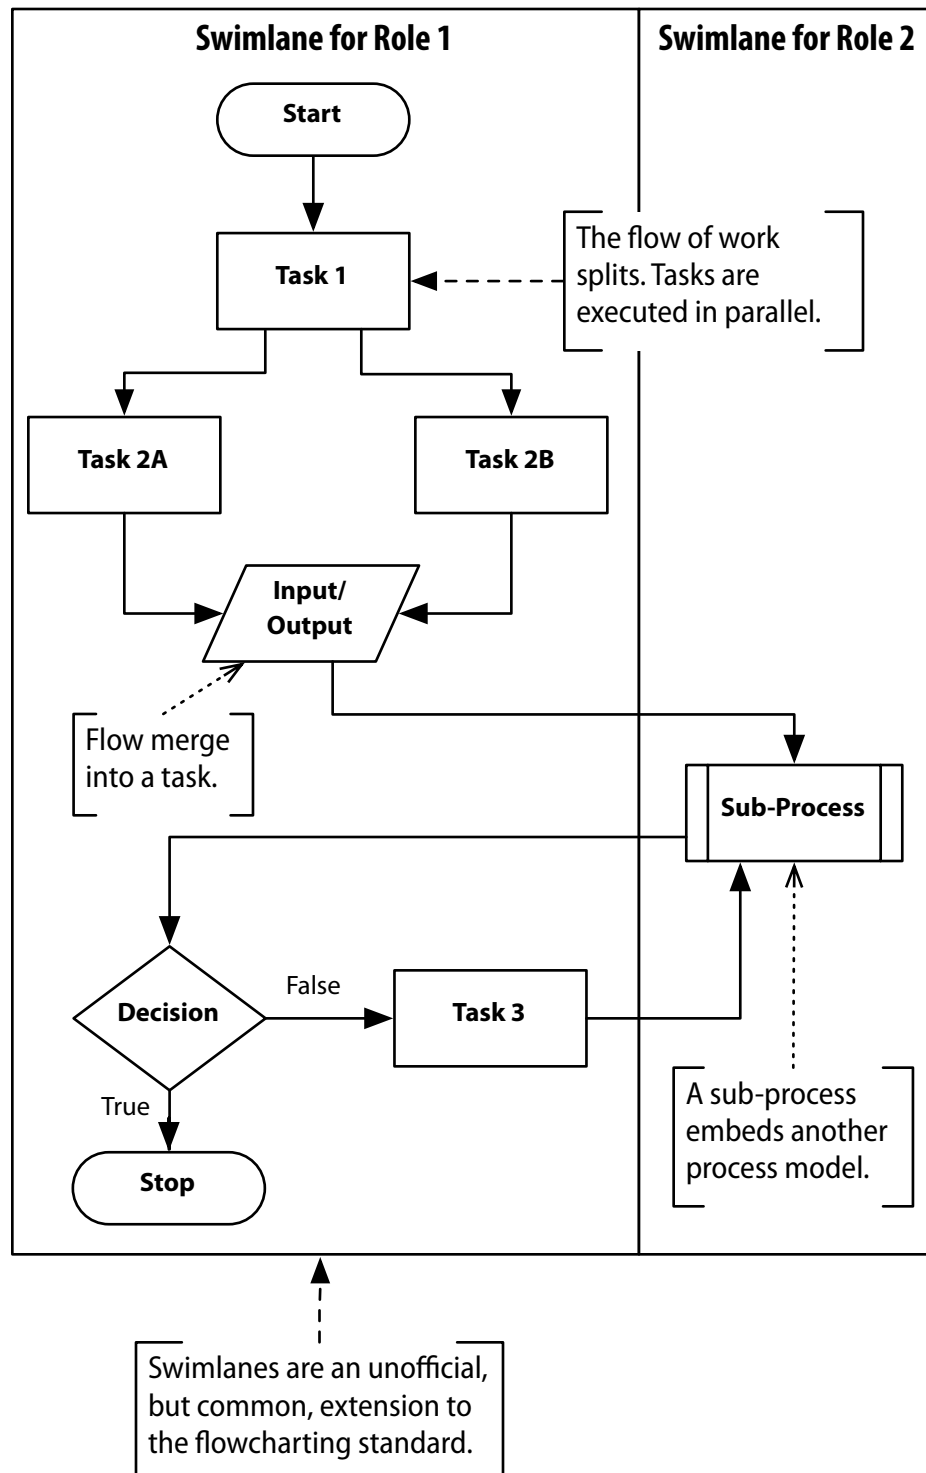 Swimlane for Role 1
Swimlane for Role 2
Start
Task 1
The flow of work
splits. Tasks are
executed in parallel.
Task 2A
Task 2B
Input/
Output
Flow merge
into a task.
Sub-Process
Decision
False
Task 3
True
Stop
A sub-process
embeds another
process model.
Swimlanes are an unofficial,
but common, extension to
the flowcharting standard.